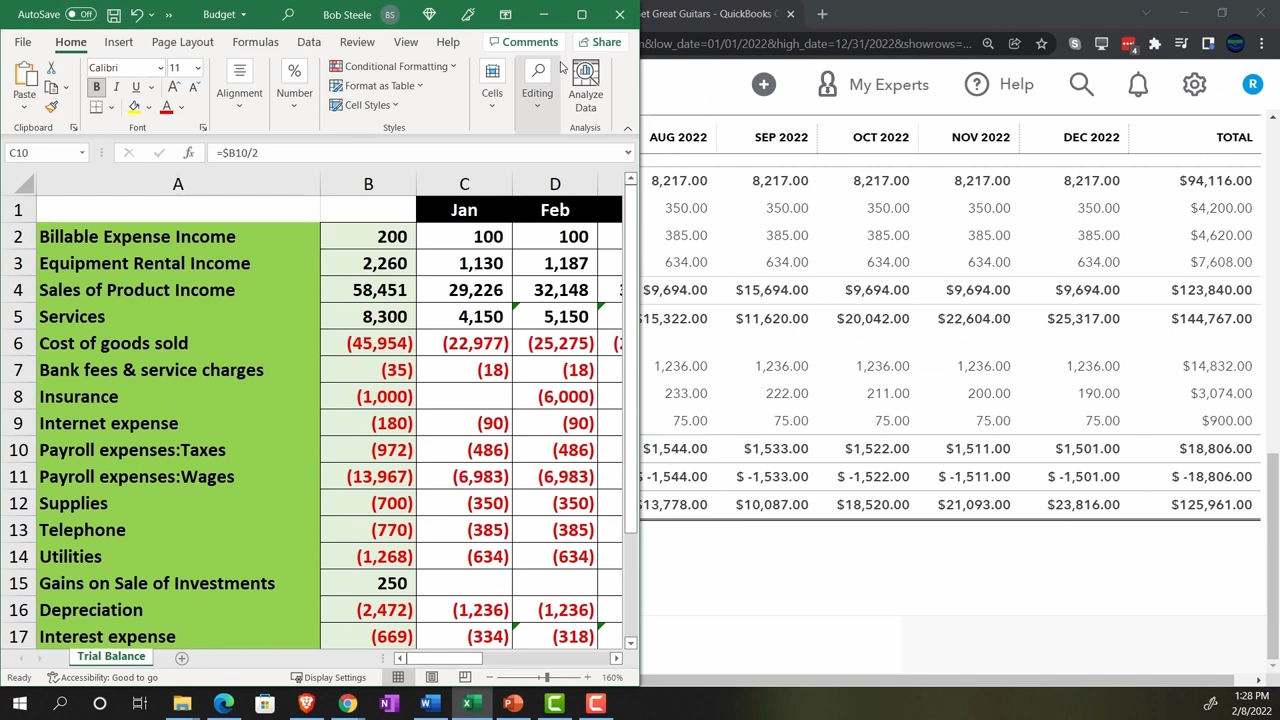 AutoSave Off Budget Bob Steele BS
File Home Insert Page Layout Formulas Data Review View Help Comments Share
Calibri 11
Paste B I U A A A Alignment Number Conditional Formatting Format as Table Cell Styles Cells Editing Analyze Data
Clipboard Font Styles Analysis
C10 fx =$B10/2
A B C D
1 Jan Feb
2 Billable Expense Income 200 100 100
3 Equipment Rental Income 2,260 1,130 1,187
4 Sales of Product Income 58,451 29,226 32,148
5 Services 8,300 4,150 5,150
6 Cost of goods sold (45,954) (22,977) (25,275)
7 Bank fees & service charges (35) (18) (18)
8 Insurance (1,000) (6,000)
9 Internet expense (180) (90) (90)
10 Payroll expenses:Taxes (972) (486) (486)
11 Payroll expenses:Wages (13,967) (6,983) (6,983)
12 Supplies (700) (350) (350)
13 Telephone (770) (385) (385)
14 Utilities (1,268) (634) (634)
15 Gains on Sale of Investments 250
16 Depreciation (2,472) (1,236) (1,236)
17 Interest expense (669) (334) (318)
Trial Balance
Ready Accessibility: Good to go Display Settings 160%
et Great Guitars - QuickBooks
&low_date=01/01/2022&high_date=12/31/2022&showrows=...
4
My Experts Help R
AUG 2022 SEP 2022 OCT 2022 NOV 2022 DEC 2022 TOTAL
8,217.00 8,217.00 8,217.00 8,217.00 8,217.00 $94,116.00
350.00 350.00 350.00 350.00 350.00 $4,200.00
385.00 385.00 385.00 385.00 385.00 $4,620.00
634.00 634.00 634.00 634.00 634.00 $7,608.00
$9,694.00 $15,694.00 $9,694.00 $9,694.00 $9,694.00 $123,840.00
$15,322.00 $11,620.00 $20,042.00 $22,604.00 $25,317.00 $144,767.00
1,236.00 1,236.00 1,236.00 1,236.00 1,236.00 $14,832.00
233.00 222.00 211.00 200.00 190.00 $3,074.00
75.00 75.00 75.00 75.00 75.00 $900.00
$1,544.00 $1,533.00 $1,522.00 $1,511.00 $1,501.00 $18,806.00
$ -1,544.00 $ -1,533.00 $ -1,522.00 $ -1,511.00 $ -1,501.00 $ -18,806.00
$13,778.00 $10,087.00 $18,520.00 $21,093.00 $23,816.00 $125,961.00
1:28 PM
2/8/2022